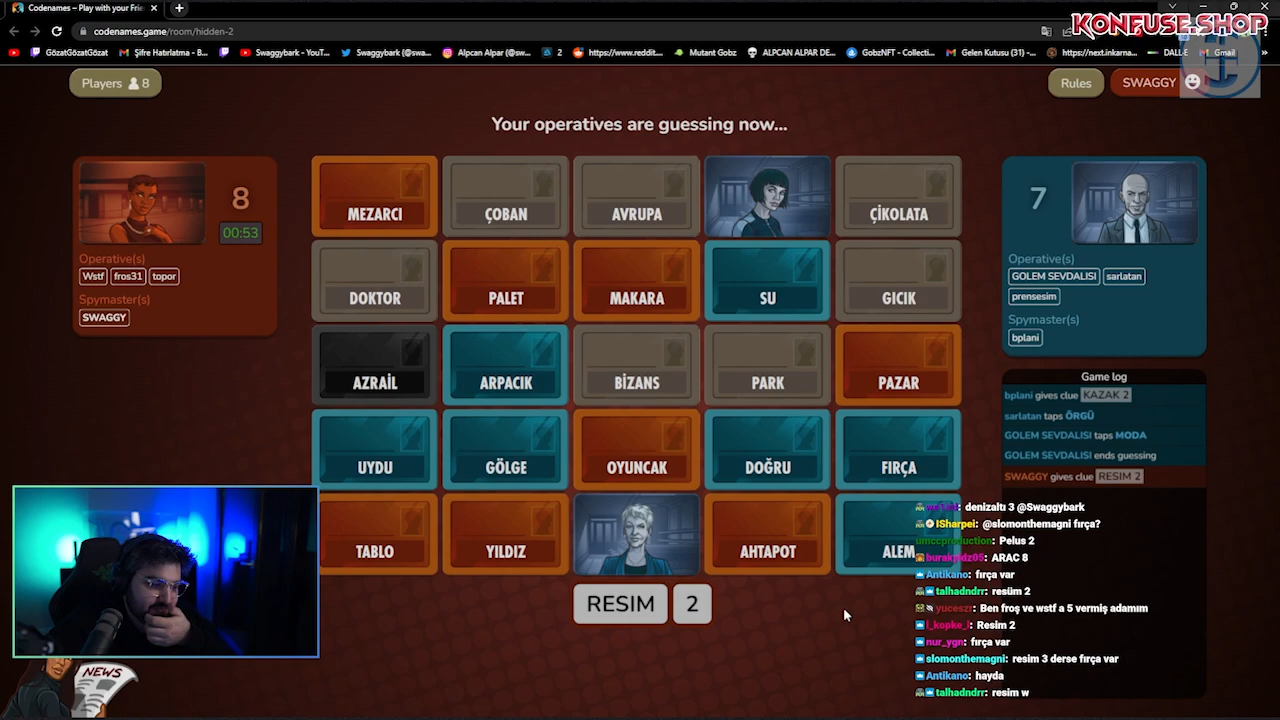 Codenames – Play with your Frie
codenames.game/room/hidden-2
KONFUSE.SHOP
GözatGözatGözat
Şifre Hatırlatma - B...
Swaggybark - YouT...
Swaggybark (@swa...
Alpcan Alpar (@sw...
2
https://www.reddit....
Mutant Gobz
ALPCAN ALPAR DE...
GobzNFT - Collecti...
Gelen Kutusu (31) -...
https://next.inkarna...
DALL·E
Gmail
Players 8
Rules
SWAGGY
Your operatives are guessing now...
8
00:53
Operative(s)
Wstf fros31 topor
Spymaster(s)
SWAGGY
MEZARCI ÇOBAN AVRUPA ÇİKOLATA
DOKTOR PALET MAKARA SU GICIK
AZRAİL ARPACIK BİZANS PARK PAZAR
UYDU GÖLGE OYUNCAK DOĞRU FIRÇA
TABLO YILDIZ AHTAPOT ALEM
RESIM 2
7
Operative(s)
GOLEM SEVDALISI sarlatan
prensesim
Spymaster(s)
bplani
Game log
bplani gives clue KAZAK 2
sarlatan taps ÖRGÜ
GOLEM SEVDALISI taps MODA
GOLEM SEVDALISI ends guessing
SWAGGY gives clue RESIM 2
denizaltı 3 @Swaggybark
ISharpei: @slomonthemagni fırça?
umccproduction: Pelus 2
burakyldz05: ARAC 8
Antikano: fırça var
talhadndrr: resüm 2
yuceszr: Ben froş ve wstf a 5 vermiş adamım
i_kopke_i: Resim 2
nur_ygn: fırça var
slomonthemagni: resim 3 derse fırça var
Antikano: hayda
talhadndrr: resim w
NEWS